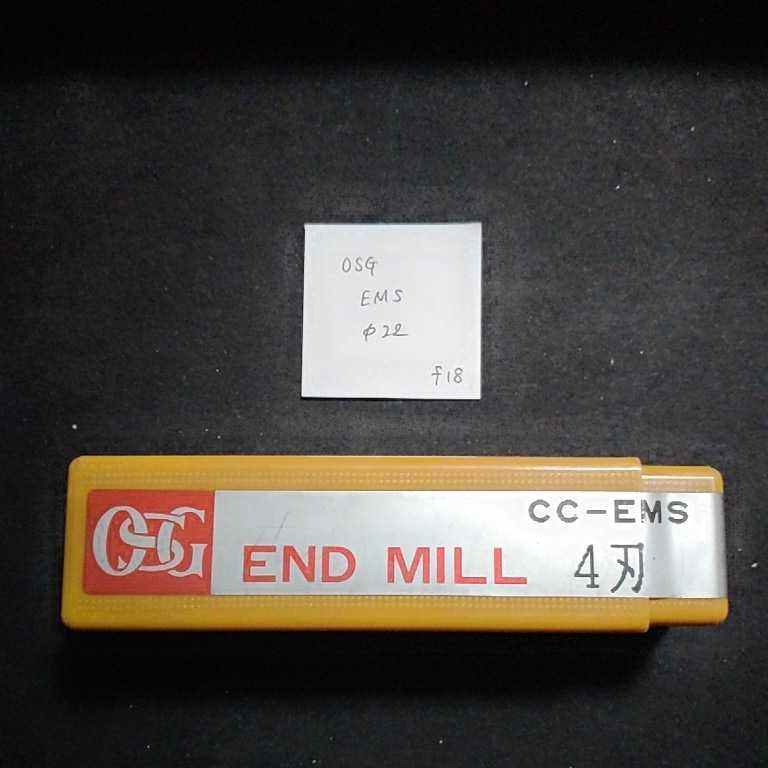 OSG
EMS
φ22
f18
OSG
CC-EMS
END MILL 4刃